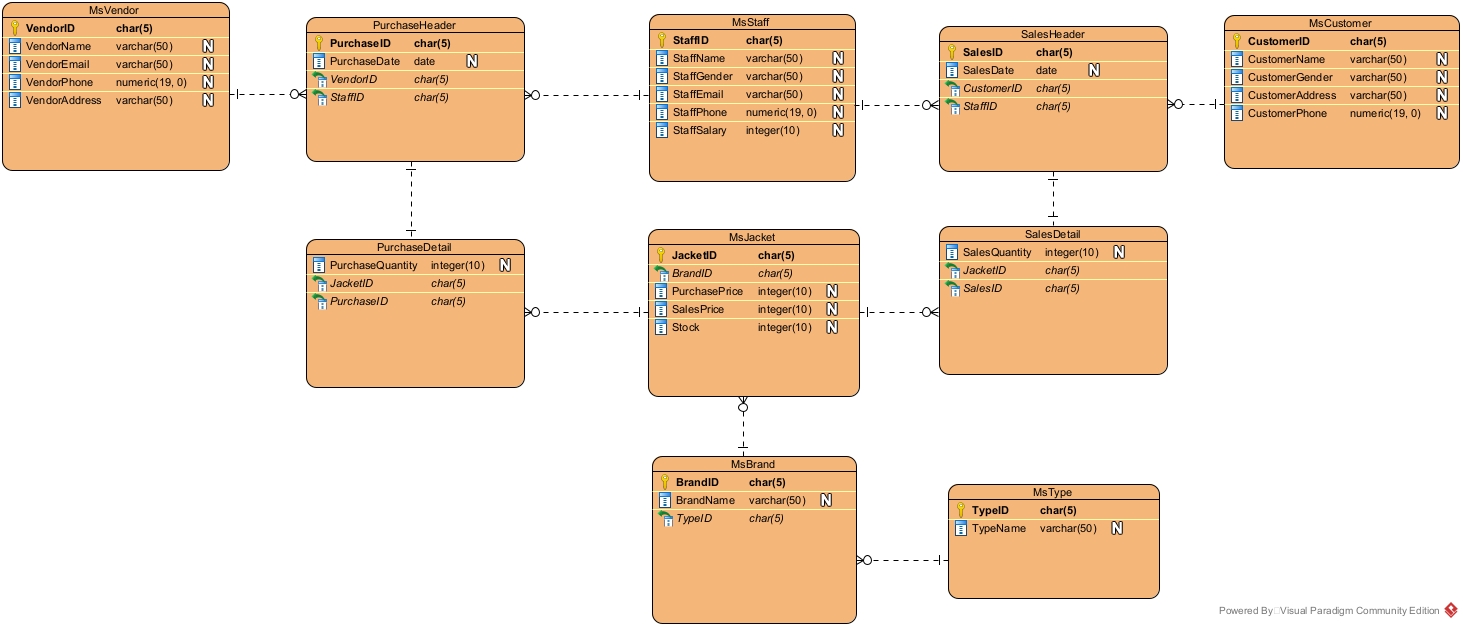 MsVendor
VendorID char(5)
VendorName varchar(50) N
VendorEmail varchar(50) N
VendorPhone numeric(19, 0) N
VendorAddress varchar(50) N
PurchaseHeader
PurchaseID char(5)
PurchaseDate date N
VendorID char(5)
StaffID char(5)
MsStaff
StaffID char(5)
StaffName varchar(50) N
StaffGender varchar(50) N
StaffEmail varchar(50) N
StaffPhone numeric(19, 0) N
StaffSalary integer(10) N
SalesHeader
SalesID char(5)
SalesDate date N
CustomerID char(5)
StaffID char(5)
MsCustomer
CustomerID char(5)
CustomerName varchar(50) N
CustomerGender varchar(50) N
CustomerAddress varchar(50) N
CustomerPhone numeric(19, 0) N
PurchaseDetail
PurchaseQuantity integer(10) N
JacketID char(5)
PurchaseID char(5)
MsJacket
JacketID char(5)
BrandID char(5)
PurchasePrice integer(10) N
SalesPrice integer(10) N
Stock integer(10) N
SalesDetail
SalesQuantity integer(10) N
JacketID char(5)
SalesID char(5)
MsBrand
BrandID char(5)
BrandName varchar(50) N
TypeID char(5)
MsType
TypeID char(5)
TypeName varchar(50) N
Powered By Visual Paradigm Community Edition